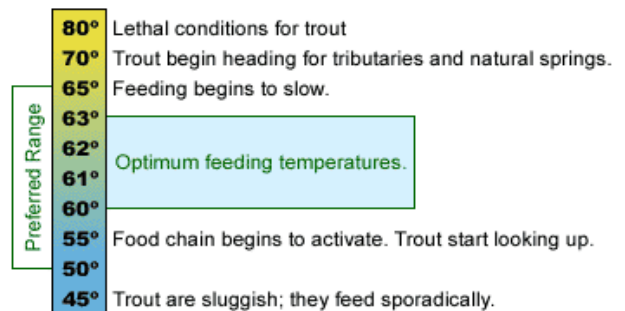 80° Lethal conditions for trout
70° Trout begin heading for tributaries and natural springs.
65° Feeding begins to slow.
63°
62°
Optimum feeding temperatures.
61°
60°
55° Food chain begins to activate. Trout start looking up.
50°
45° Trout are sluggish; they feed sporadically.
Preferred Range